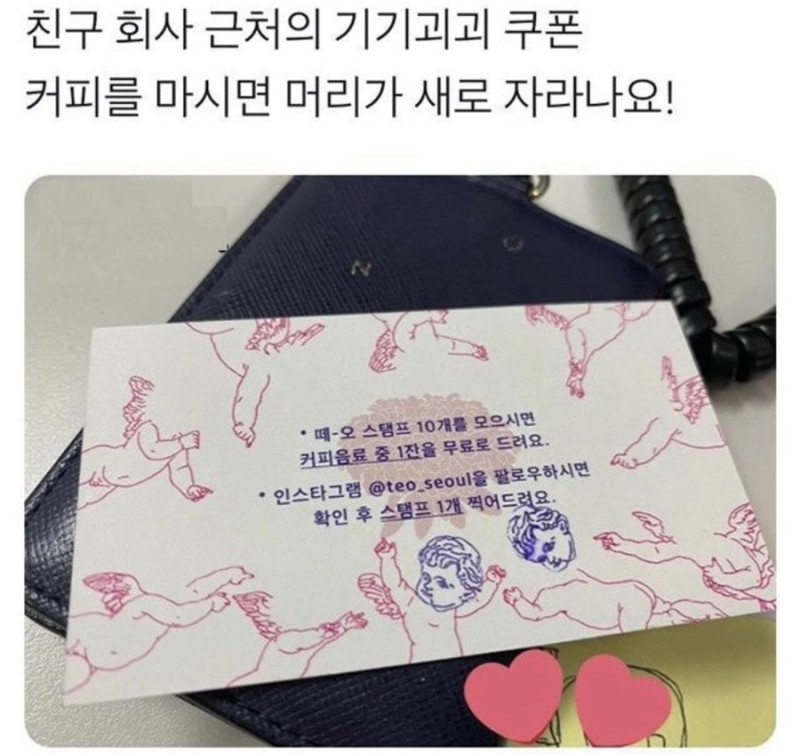 친구 회사 근처의 기기괴괴 쿠폰
커피를 마시면 머리가 새로 자라나요!
N O
• 떼-오 스탬프 10개를 모으시면
커피음료 중 1잔을 무료로 드려요.
• 인스타그램 @teo_seoul을 팔로우하시면
확인 후 스탬프 1개 찍어드려요.